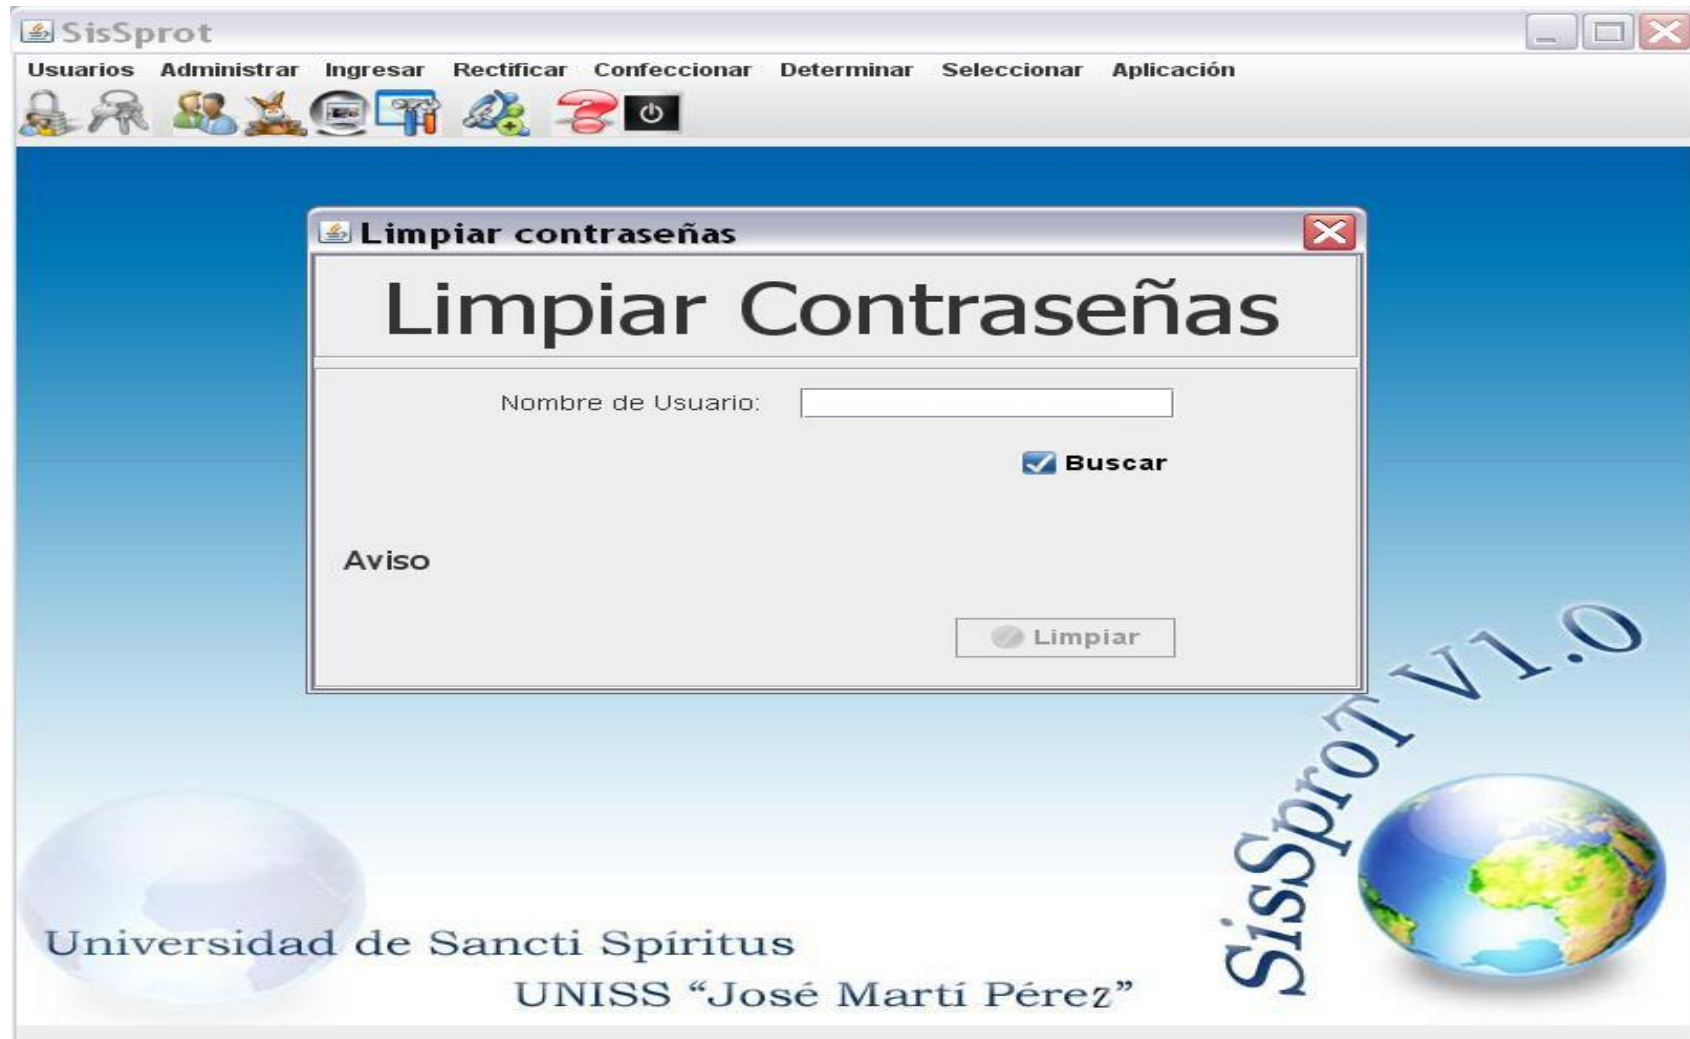 SisSprot
Usuarios Administrar Ingresar Rectificar Confeccionar Determinar Seleccionar Aplicación
Limpiar contraseñas
Limpiar Contraseñas
Nombre de Usuario:
Buscar
Aviso
Limpiar
SisSproT V1.0
Universidad de Sancti Spíritus
UNISS “José Martí Pérez”